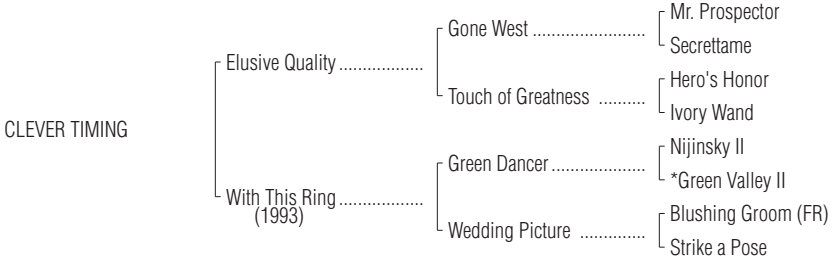 Mr. Prospector
Gone West ........................
Secrettame
Elusive Quality ..................
Hero's Honor
Touch of Greatness ..........
Ivory Wand
CLEVER TIMING
Nijinsky II
Green Dancer ....................
*Green Valley II
With This Ring ..................
(1993)
Blushing Groom (FR)
Wedding Picture ..............
Strike a Pose